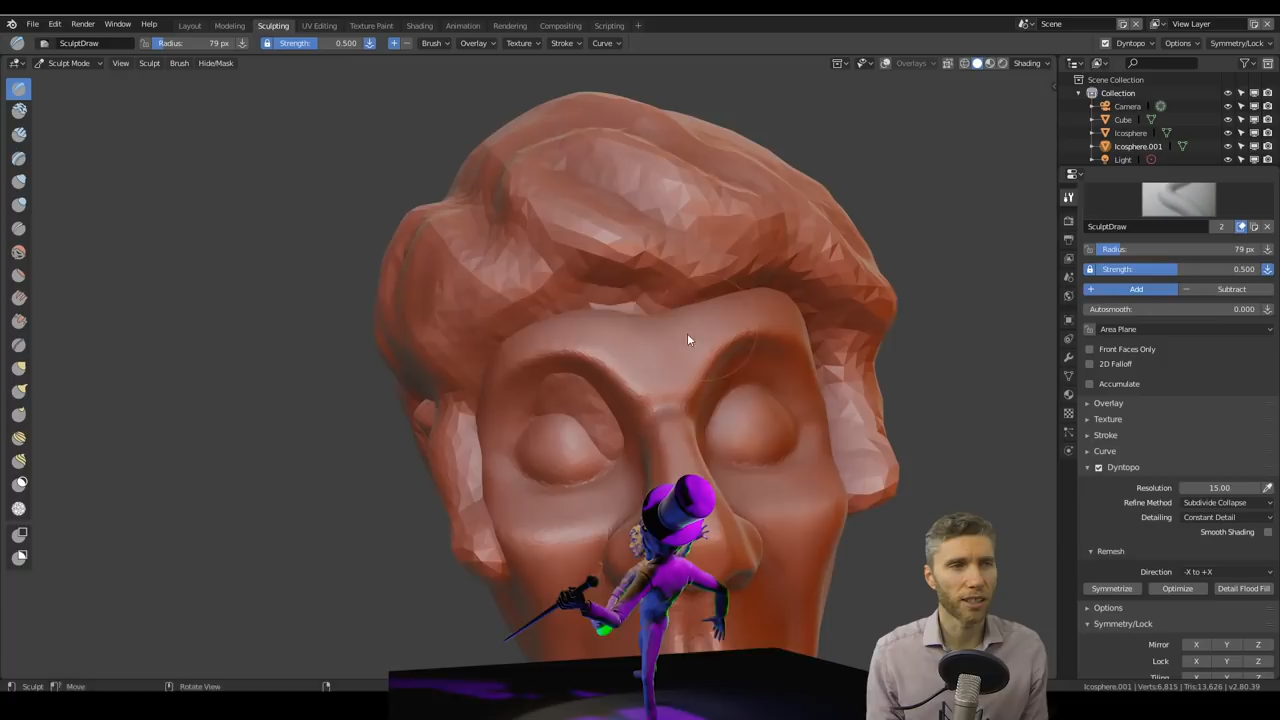 File Edit Render Window Help Layout Modeling Sculpting UV Editing Texture Paint Shading Animation Rendering Compositing Scripting + Scene View Layer
SculptDraw Radius: 79 px Strength: 0.500 Brush Overlay Texture Stroke Curve Dyntopo Options Symmetry/Lock
Sculpt Mode View Sculpt Brush Hide/Mask Overlays Shading
Scene Collection
Collection
Camera
Cube
Icosphere
Icosphere.001
Light
SculptDraw 2
Radius: 79 px
Strength: 0.500
+ Add − Subtract
Autosmooth: 0.000
Area Plane
Front Faces Only
2D Falloff
Accumulate
Overlay
Texture
Stroke
Curve
Dyntopo
Resolution 15.00
Refine Method Subdivide Collapse
Detailing Constant Detail
Smooth Shading
Remesh
Direction -X to +X
Symmetrize Optimize Detail Flood Fill
Options
Symmetry/Lock
Mirror X Y Z
Lock X Y Z
Tiling
Sculpt Move Rotate View Icosphere.001 | Verts:6,815 | Tris:13,626 | v2.80.39